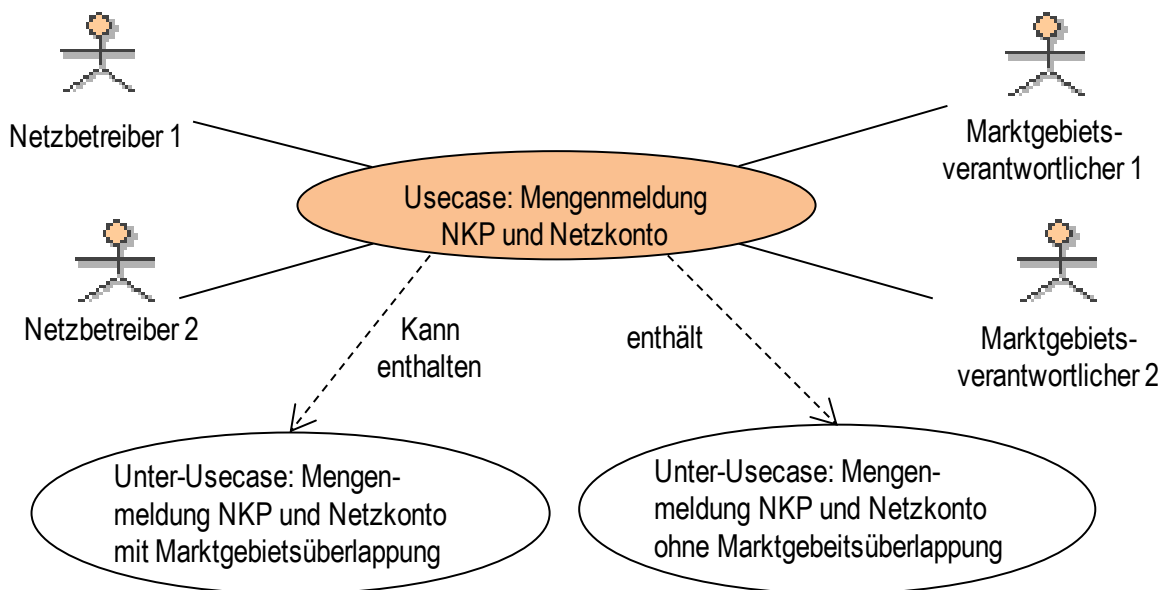 Netzbetreiber 1
Marktgebiets-
verantwortlicher 1
Usecase: Mengenmeldung
NKP und Netzkonto
Netzbetreiber 2
Marktgebiets-
verantwortlicher 2
Kann
enthalten
enthält
Unter-Usecase: Mengen-
meldung NKP und Netzkonto
mit Marktgebietsüberlappung
Unter-Usecase: Mengen-
meldung NKP und Netzkonto
ohne Marktgebeitsüberlappung